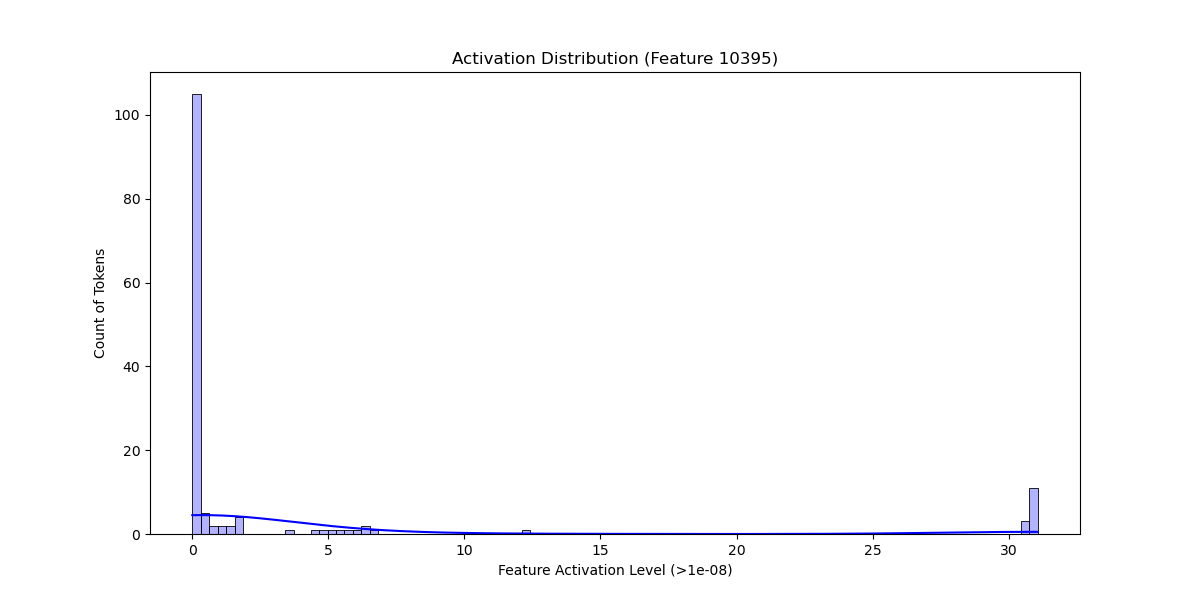 Activation Distribution (Feature 10395)
Count of Tokens
100
80
60
40
20
0
0 5 10 15 20 25 30
Feature Activation Level (>1e-08)